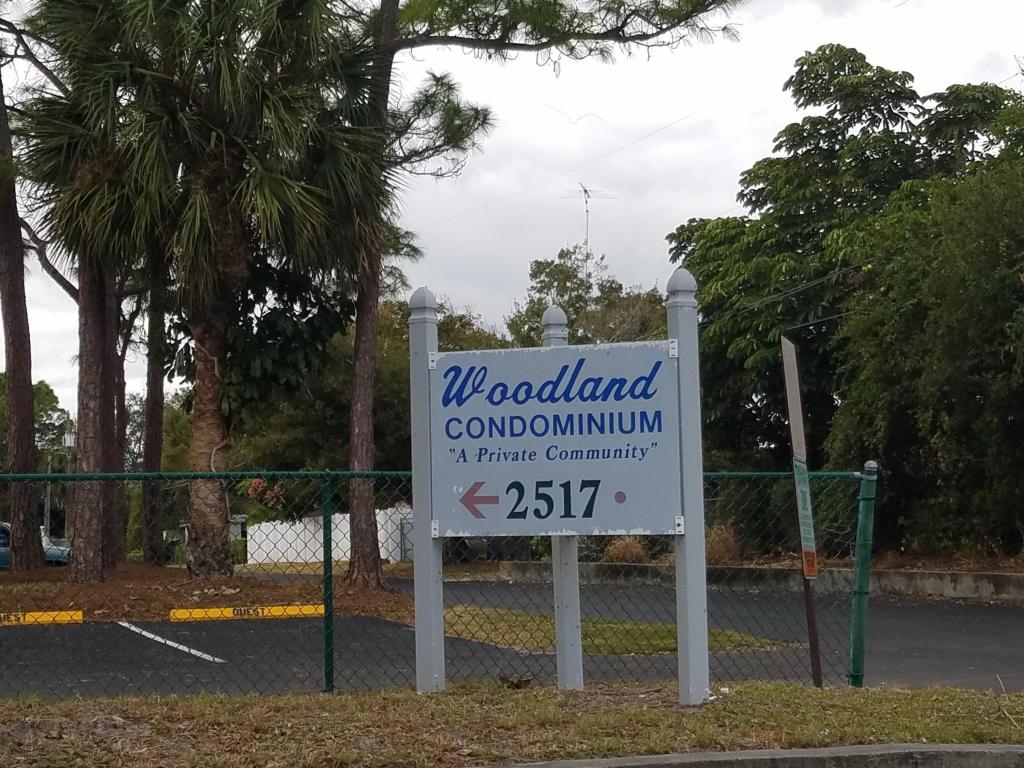 Woodland
CONDOMINIUM
"A Private Community"
2517
GUEST